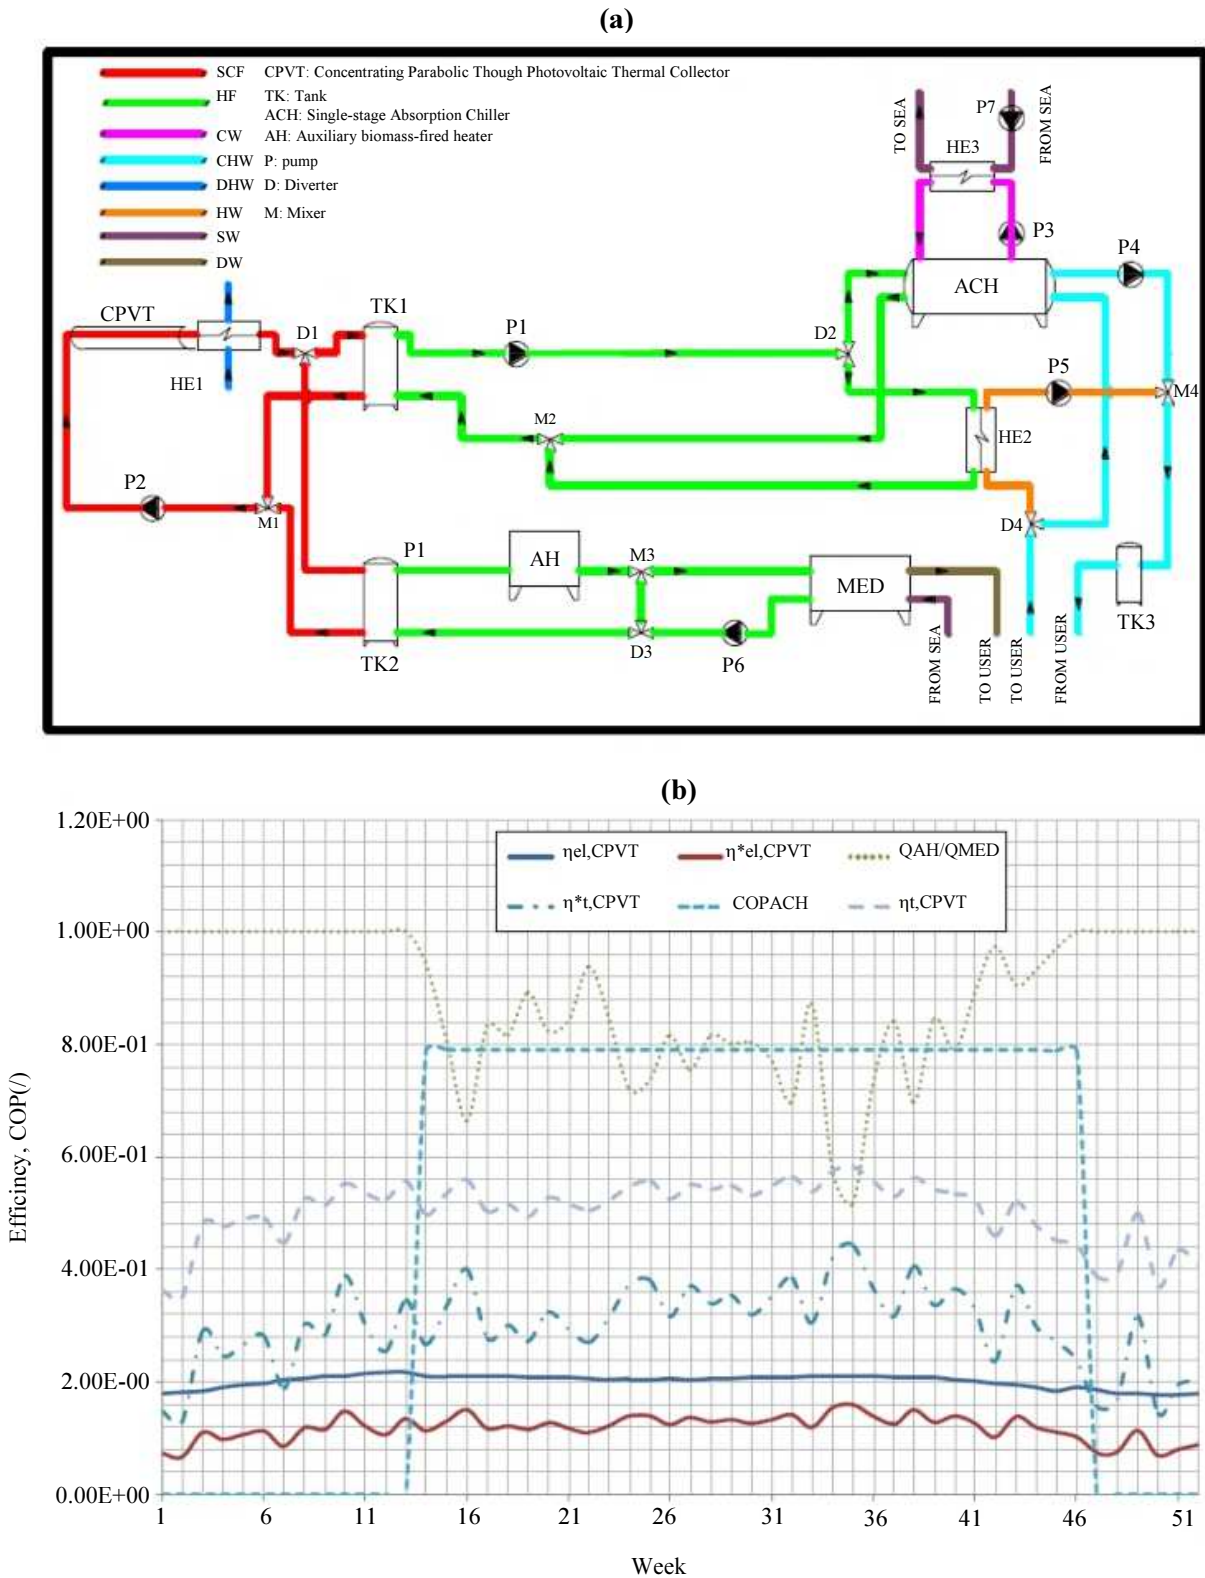 (a)
SCF CPVT: Concentrating Parabolic Though Photovoltaic Thermal Collector
HF TK: Tank
ACH: Single-stage Absorption Chiller
CW AH: Auxiliary biomass-fired heater
CHW P: pump
DHW D: Diverter
HW M: Mixer
SW
DW
TO SEA
P7
FROM SEA
HE3
P3
P4
ACH
CPVT
D1
TK1
P1
D2
HE1
P5
M4
M2
HE2
P2
M1
D4
P1
AH
M3
MED
TK3
TK2
D3
P6
FROM SEA
TO USER
TO USER
FROM USER
(b)
1.20E+00
1.00E+00
8.00E-01
6.00E-01
4.00E-01
2.00E-00
0.00E+00
ηel,CPVT η*el,CPVT QAH/QMED
η*t,CPVT COPACH ηt,CPVT
Efficincy, COP(/)
1 6 11 16 21 26 31 36 41 46 51
Week